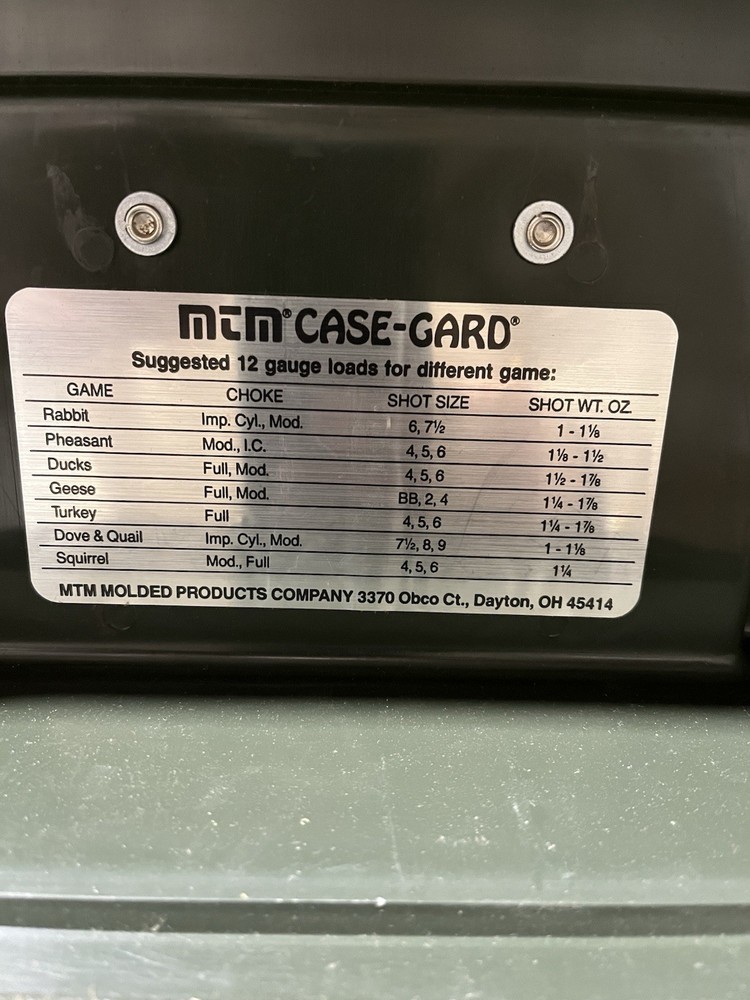 mtm® CASE-GARD®
Suggested 12 gauge loads for different game:
GAME CHOKE SHOT SIZE SHOT WT. OZ.
Rabbit Imp. Cyl., Mod. 6, 7½ 1 - 1⅛
Pheasant Mod., I.C. 4, 5, 6 1⅛ - 1½
Ducks Full, Mod. 4, 5, 6 1½ - 1⅞
Geese Full, Mod. BB, 2, 4 1¼ - 1⅞
Turkey Full 4, 5, 6 1¼ - 1⅞
Dove & Quail Imp. Cyl., Mod. 7½, 8, 9 1 - 1⅛
Squirrel Mod., Full 4, 5, 6 1¼
MTM MOLDED PRODUCTS COMPANY 3370 Obco Ct., Dayton, OH 45414